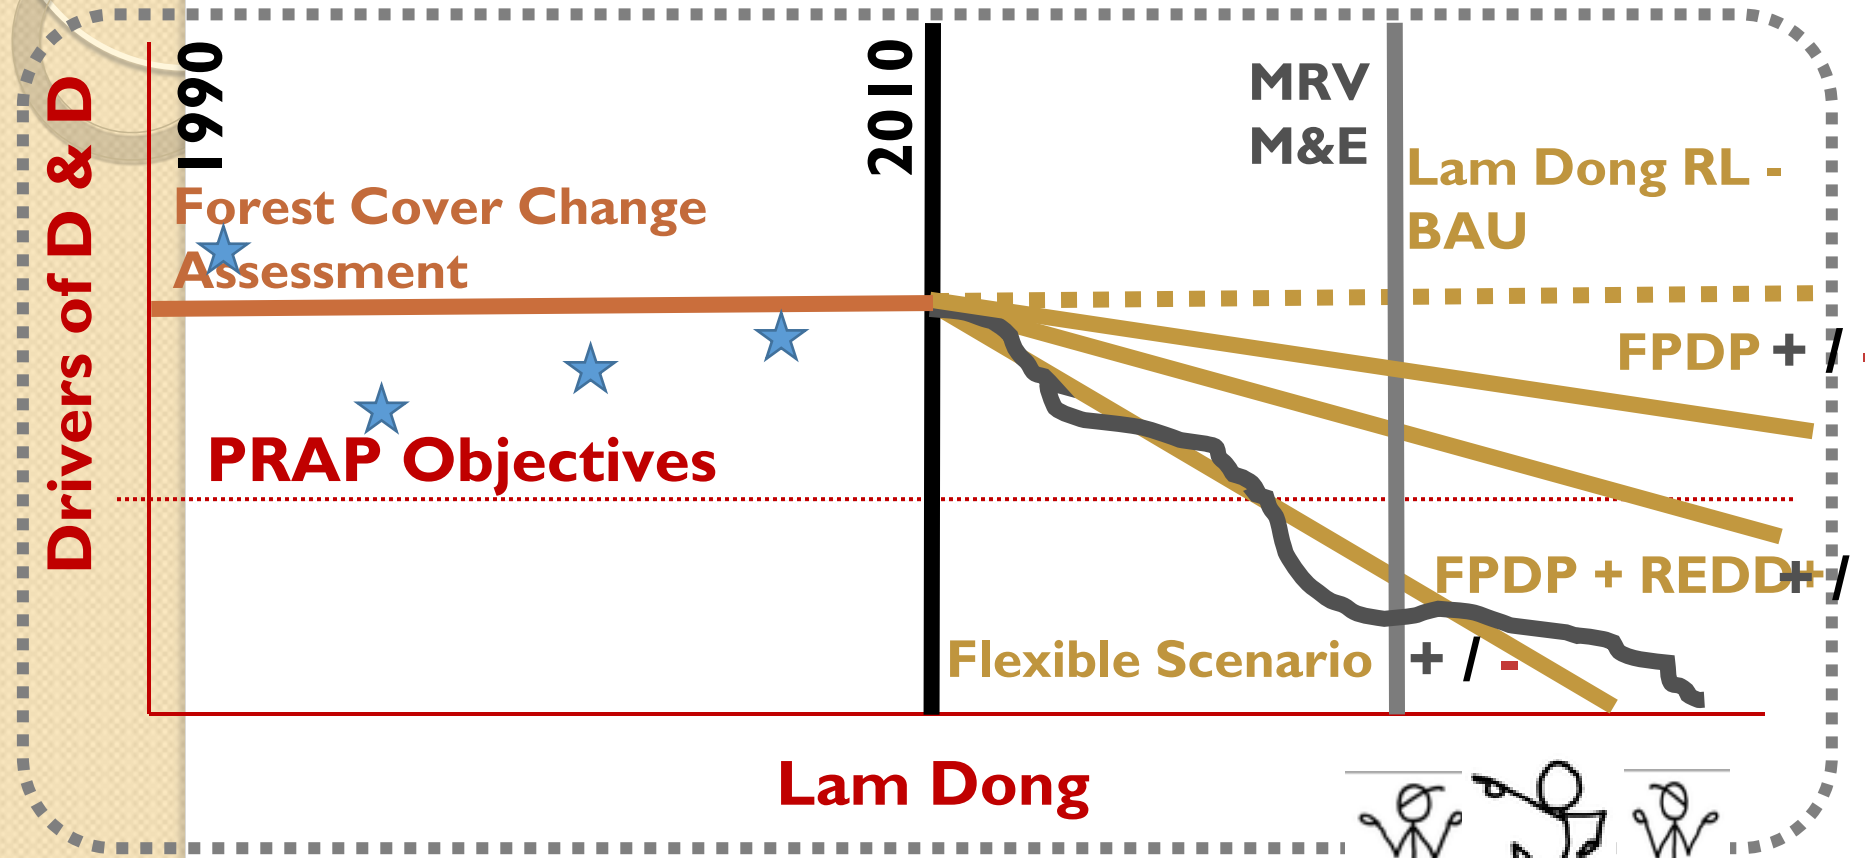 Drivers of D & D
1990
2010
MRV
M&E
Lam Dong RL -
BAU
Forest Cover Change
Assessment
FPDP + / -
PRAP Objectives
FPDP + REDD+ + /
Flexible Scenario + / -
Lam Dong